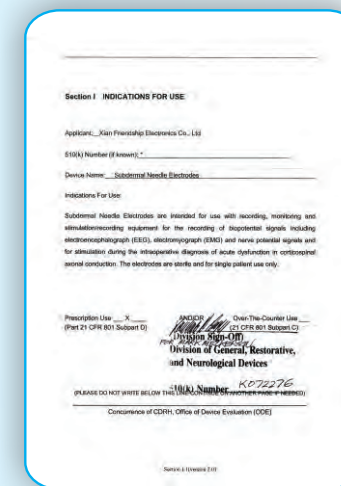 Section I INDICATIONS FOR USE
Applicant: Xian Friendship Electronics Co., Ltd
510(k) Number (if known): *
Device Name: Subdermal Needle Electrodes
Indications For Use:
Subdermal Needle Electrodes are intended for use with recording, monitoring and
stimulation/recording equipment for the recording of biopotential signals including
electroencephalograph (EEG), electromyograph (EMG) and nerve potential signals and
for stimulation during the intraoperative diagnosis of acute dysfunction in corticospinal
axonal conduction. The electrodes are sterile and for single patient use only.
Prescription Use X AND/OR Over-The-Counter Use
(Part 21 CFR 801 Subpart D) (21 CFR 801 Subpart C)
(Division Sign-Off)
Division of General, Restorative,
and Neurological Devices
510(k) Number K072276
(PLEASE DO NOT WRITE BELOW THIS LINE-CONTINUE ON ANOTHER PAGE IF NEEDED)
Concurrence of CDRH, Office of Device Evaluation (ODE)